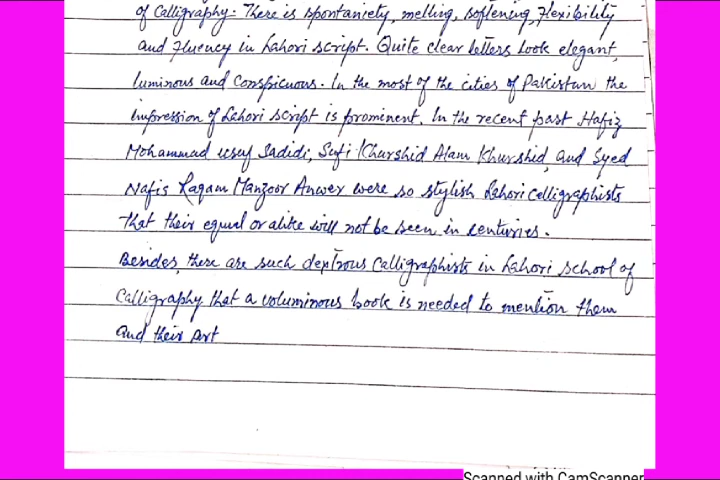 of Calligraphy. There is spontaniety, melting, softening, flexibility
and fluency in Lahori script. Quite clear letters look elegant,
luminous and conspicuous. In the most of the cities of Pakistan the
impression of Lahori script is prominent. In the recent past Hafiz
Mohammad usuf Sadidi, Sufi Khurshid Alam Khurshid, and Syed
Nafis Raqam Manzoor Anwer were so stylish Lahori calligraphists
that their equal or alike will not be seen in centuries.
Besides, there are such dextrous calligraphists in Lahori school of
calligraphy that a voluminous book is needed to mention them
and their art
Scanned with CamScanner